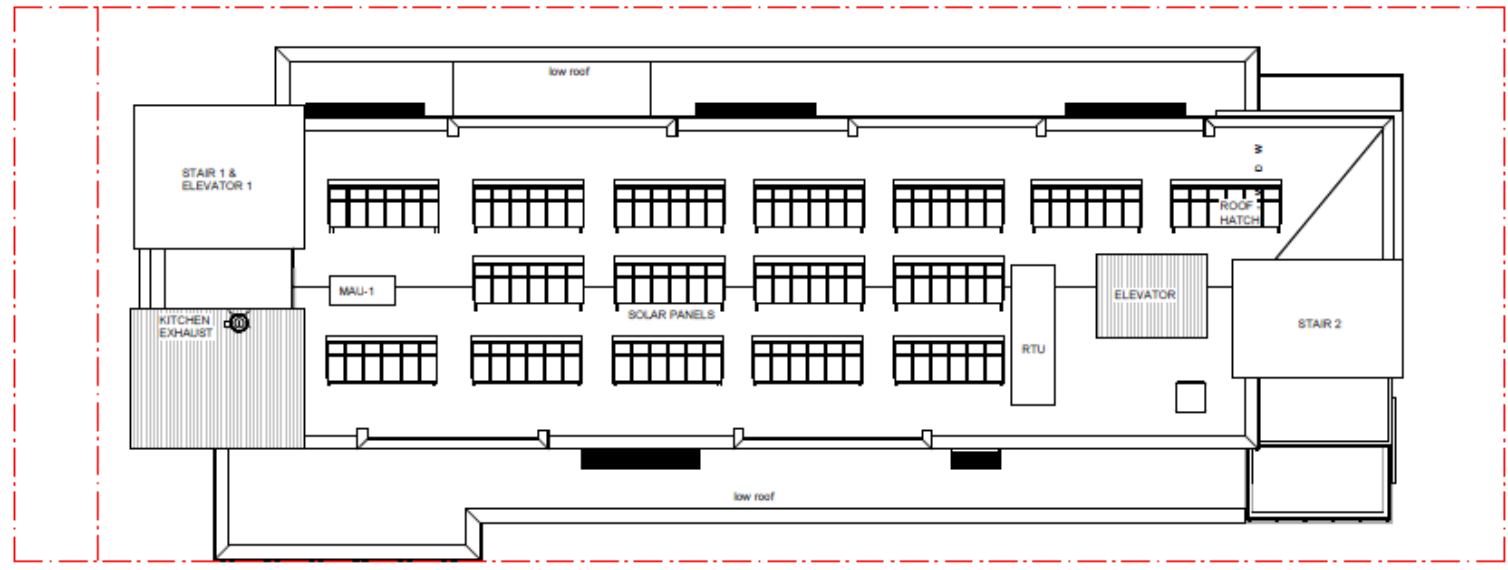 low roof
STAIR 1 &
ELEVATOR 1
ROOF
HATCH
MAU-1
ELEVATOR
KITCHEN
EXHAUST
SOLAR PANELS
STAIR 2
RTU
low roof